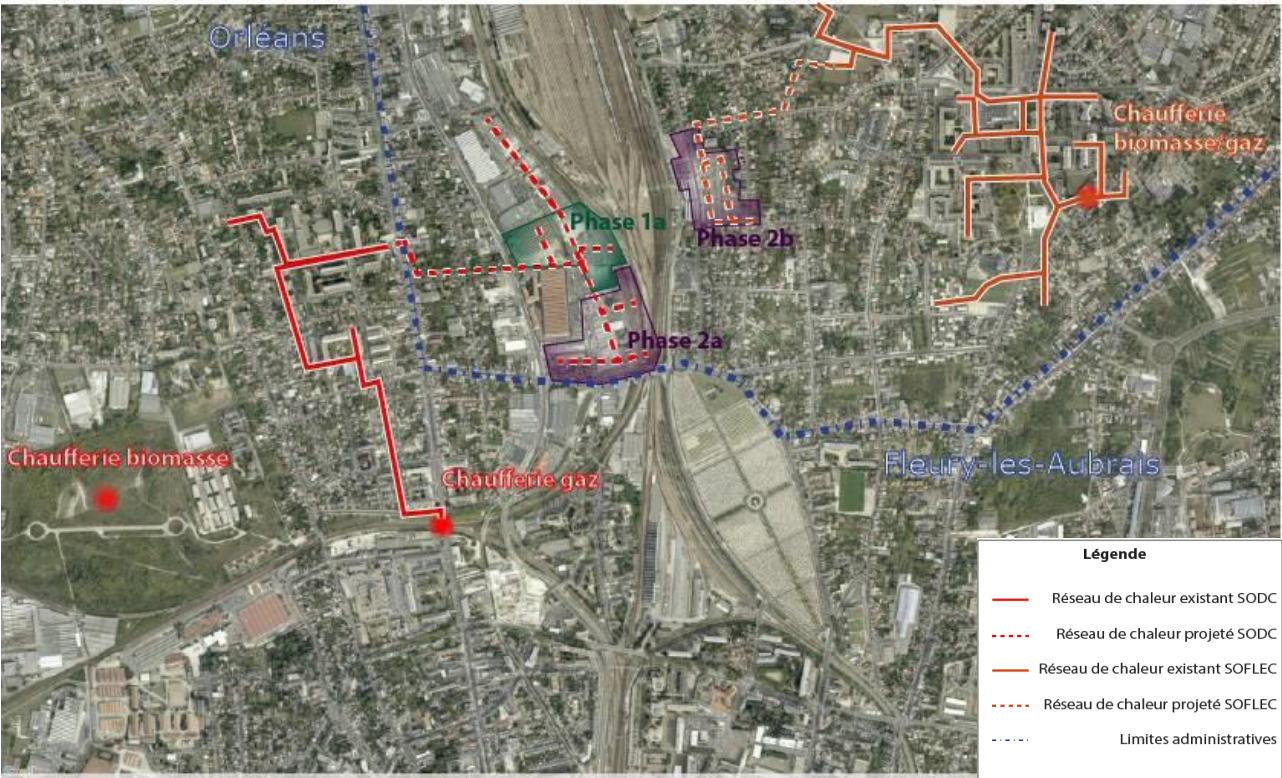 Orléans
Chaufferie
biomasse/gaz
Phase 1a
Phase 2b
Phase 2a
Chaufferie biomasse
Chaufferie gaz
Fleury-les-Aubrais
Légende
Réseau de chaleur existant SODC
Réseau de chaleur projeté SODC
Réseau de chaleur existant SOFLEC
Réseau de chaleur projeté SOFLEC
Limites administratives